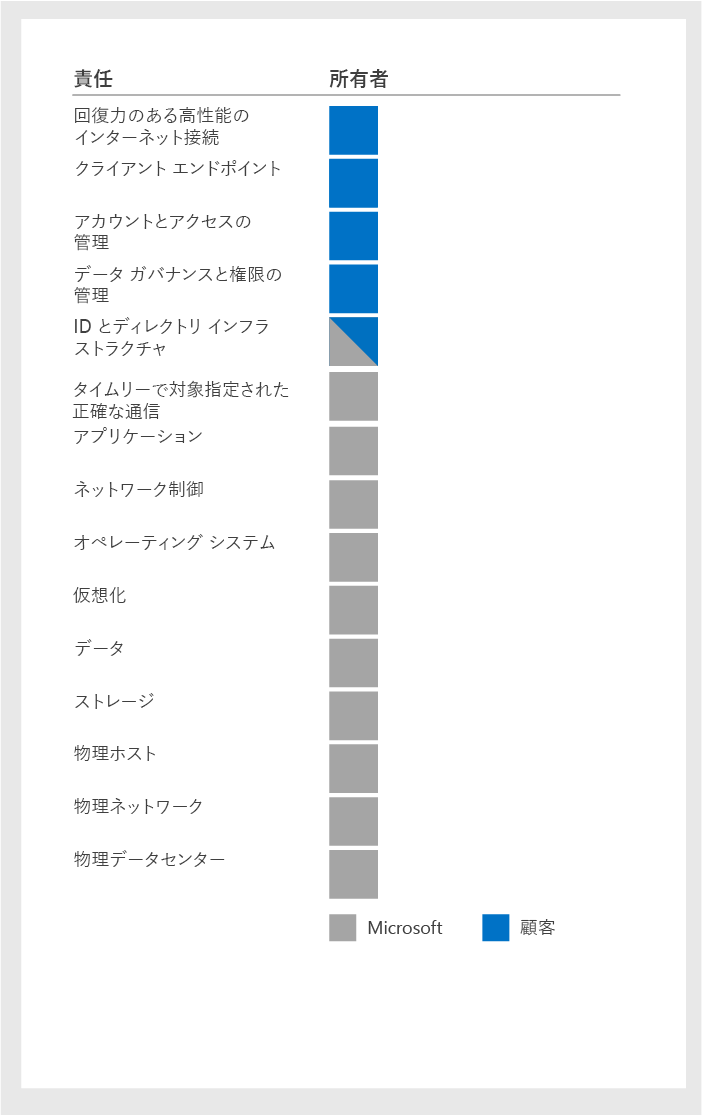 責任 所有者
回復力のある高性能の
インターネット接続
クライアント エンドポイント
アカウントとアクセスの
管理
データ ガバナンスと権限の
管理
ID とディレクトリ インフラ
ストラクチャ
タイムリーで対象指定された
正確な通信
アプリケーション
ネットワーク制御
オペレーティング システム
仮想化
データ
ストレージ
物理ホスト
物理ネットワーク
物理データセンター
Microsoft 顧客